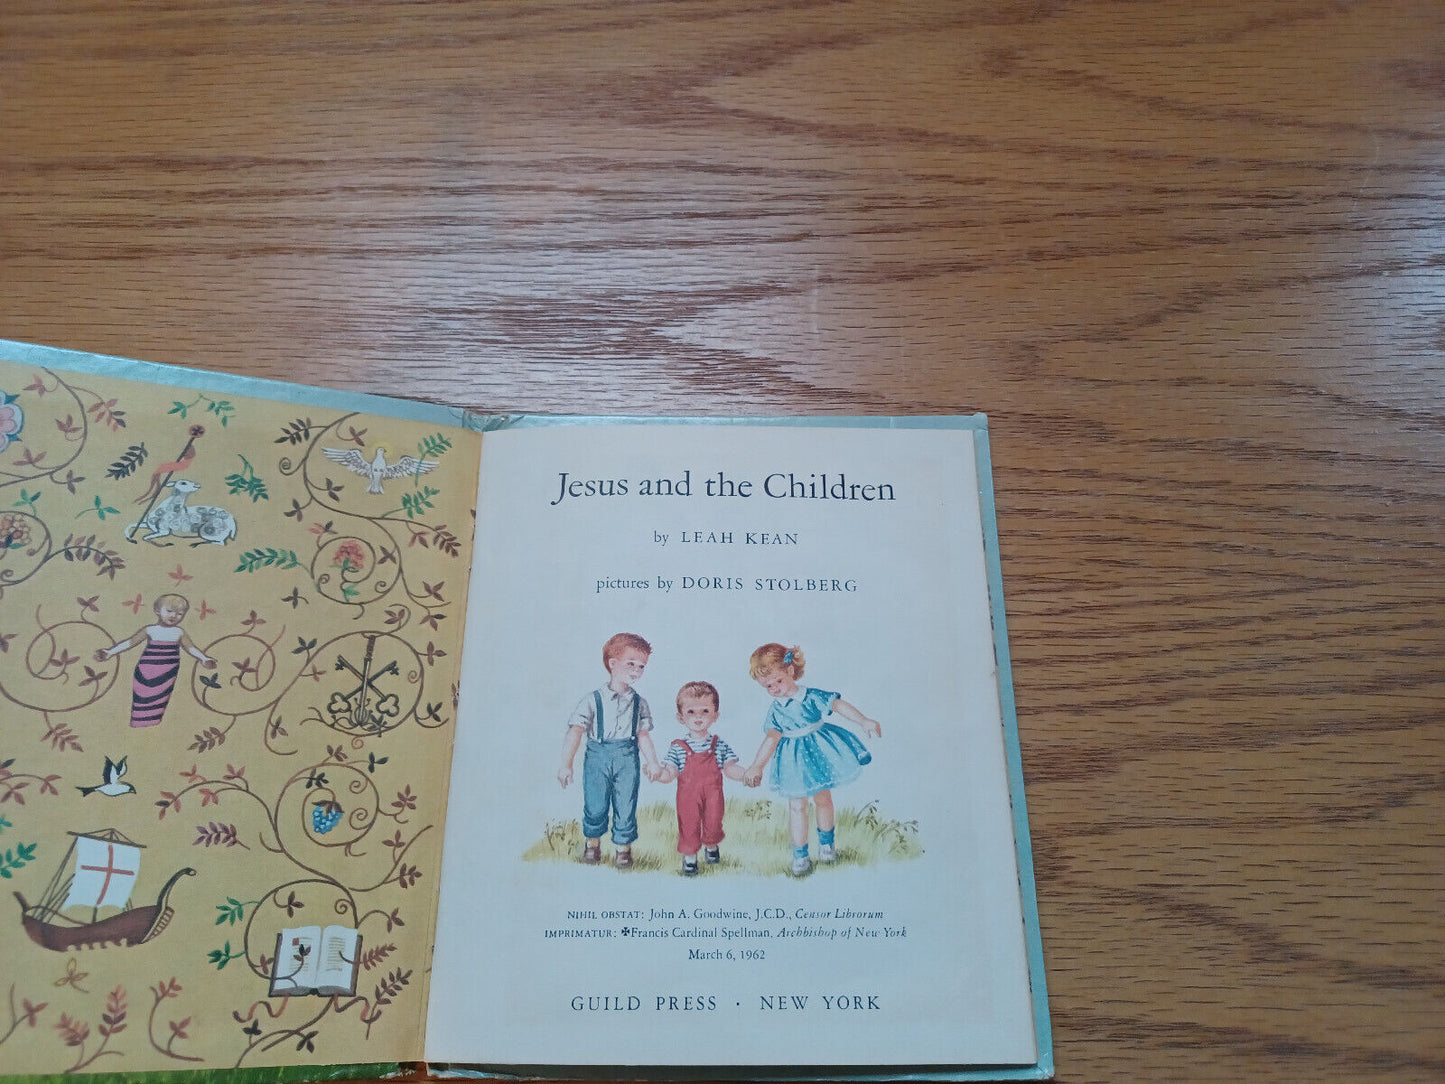 Jesus and the Children
by LEAH KEAN
pictures by DORIS STOLBERG
NIHIL OBSTAT: John A. Goodwine, J.C.D., Censor Librorum
IMPRIMATUR: ✠Francis Cardinal Spellman, Archbishop of New York
March 6, 1962
GUILD PRESS · NEW YORK